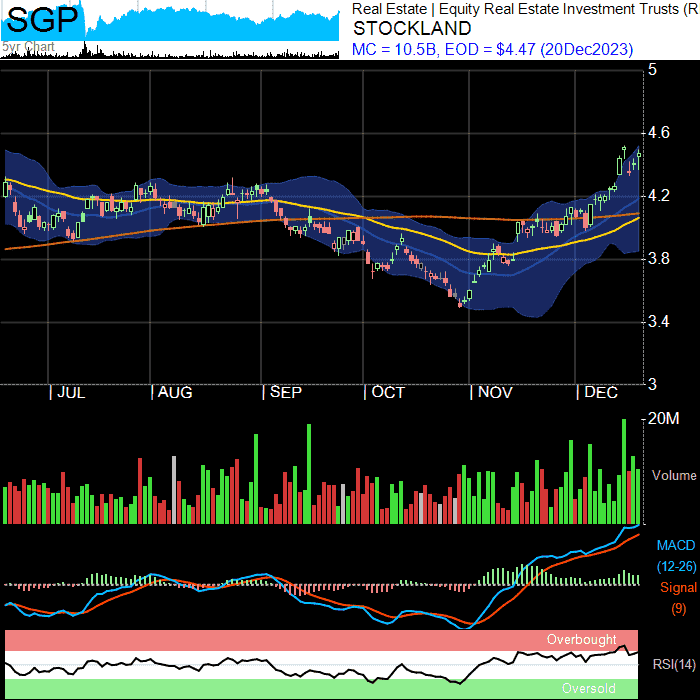 SGP
5yr Chart
Real Estate | Equity Real Estate Investment Trusts (R
STOCKLAND
MC = 10.5B, EOD = $4.47 (20Dec2023)
5
4.6
4.2
3.8
3.4
3
| JUL | AUG | SEP | OCT | NOV | DEC
20M
Volume
MACD
(12-26)
Signal
(9)
Overbought
RSI(14)
Oversold